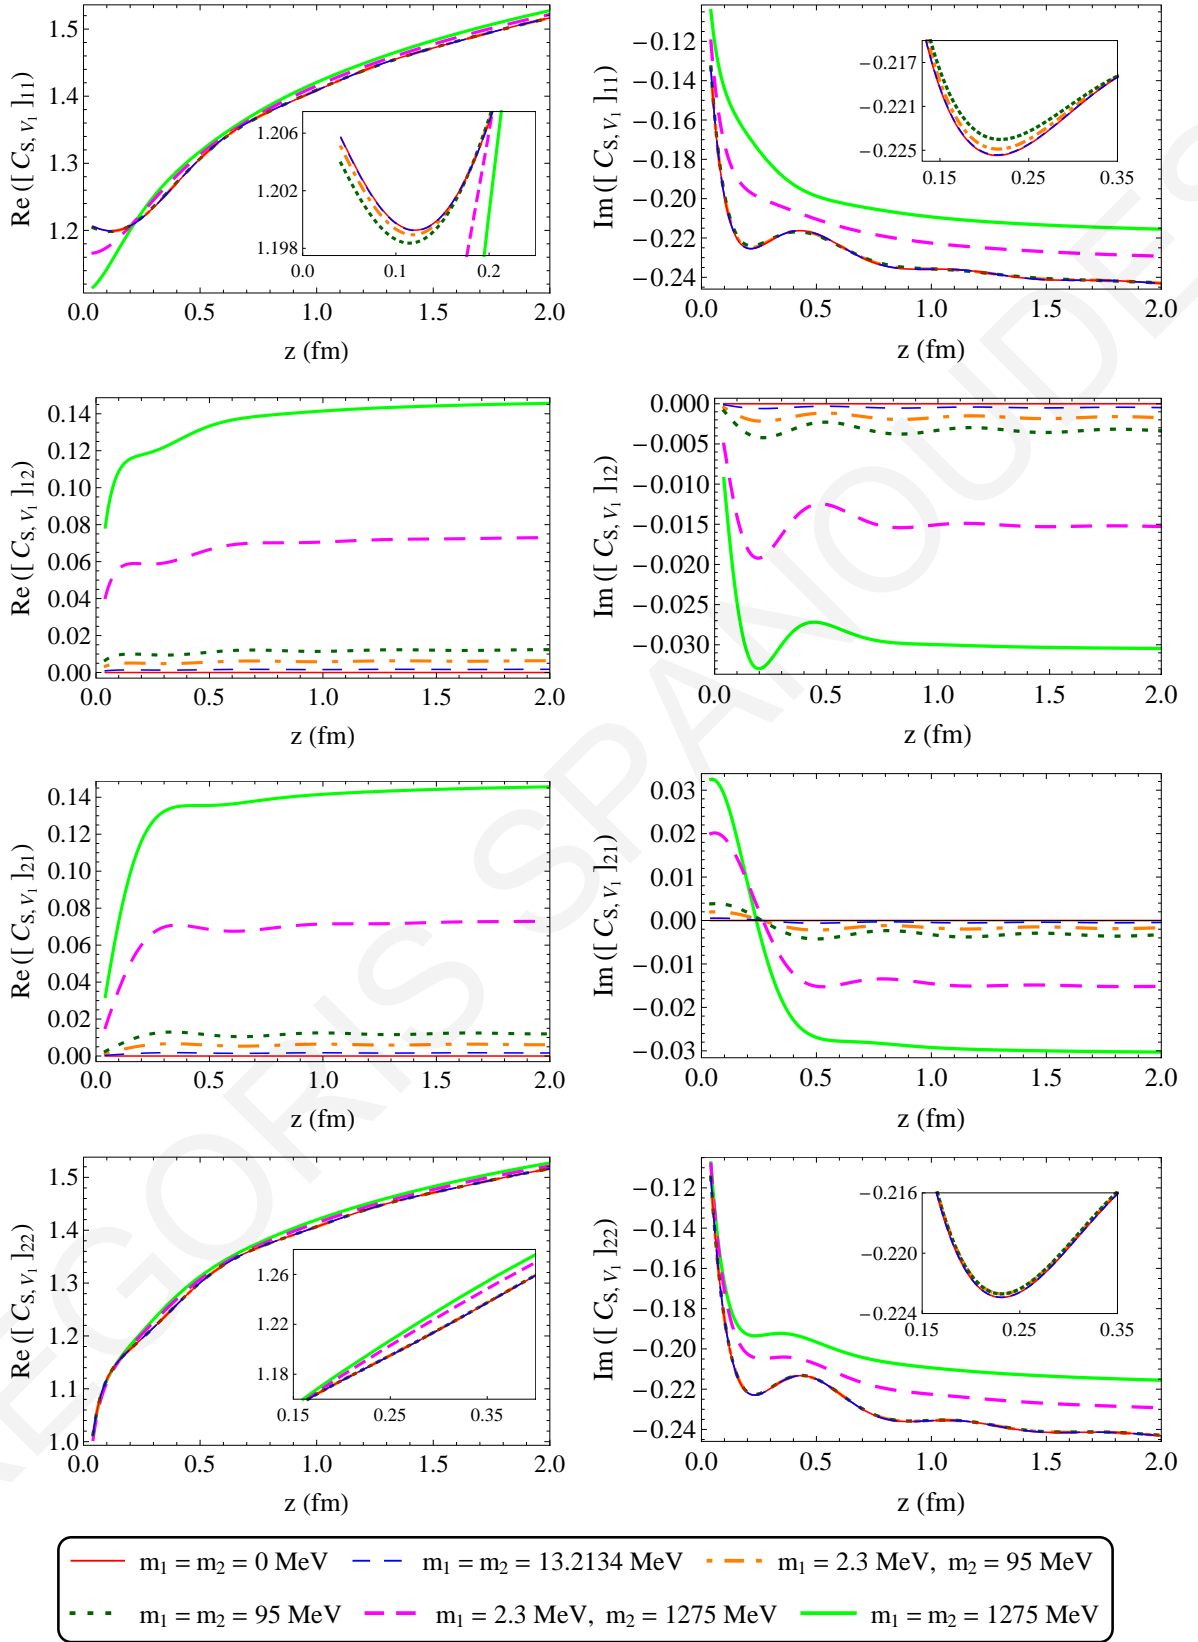 Re ([ C_S, V_1 ]_11)
1.5
1.4
1.3
1.2
1.206
1.202
1.198
0.0 0.1 0.2
0.0 0.5 1.0 1.5 2.0
z (fm)
Im ([ C_S, V_1 ]_11)
−0.12
−0.14
−0.16
−0.18
−0.20
−0.22
−0.24
−0.217
−0.221
−0.225
0.15 0.25 0.35
0.0 0.5 1.0 1.5 2.0
z (fm)
Re ([ C_S, V_1 ]_12)
0.14
0.12
0.10
0.08
0.06
0.04
0.02
0.00
0.0 0.5 1.0 1.5 2.0
z (fm)
Im ([ C_S, V_1 ]_12)
0.000
−0.005
−0.010
−0.015
−0.020
−0.025
−0.030
0.0 0.5 1.0 1.5 2.0
z (fm)
Re ([ C_S, V_1 ]_21)
0.14
0.12
0.10
0.08
0.06
0.04
0.02
0.00
0.0 0.5 1.0 1.5 2.0
z (fm)
Im ([ C_S, V_1 ]_21)
0.03
0.02
0.01
0.00
−0.01
−0.02
−0.03
0.0 0.5 1.0 1.5 2.0
z (fm)
Re ([ C_S, V_1 ]_22)
1.5
1.4
1.3
1.2
1.1
1.0
1.26
1.22
1.18
0.15 0.25 0.35
0.0 0.5 1.0 1.5 2.0
z (fm)
Im ([ C_S, V_1 ]_22)
−0.12
−0.14
−0.16
−0.18
−0.20
−0.22
−0.24
−0.216
−0.220
−0.224
0.15 0.25 0.35
0.0 0.5 1.0 1.5 2.0
z (fm)
m₁ = m₂ = 0 MeV m₁ = m₂ = 13.2134 MeV m₁ = 2.3 MeV, m₂ = 95 MeV
m₁ = m₂ = 95 MeV m₁ = 2.3 MeV, m₂ = 1275 MeV m₁ = m₂ = 1275 MeV
REGORIS SPANOUDES